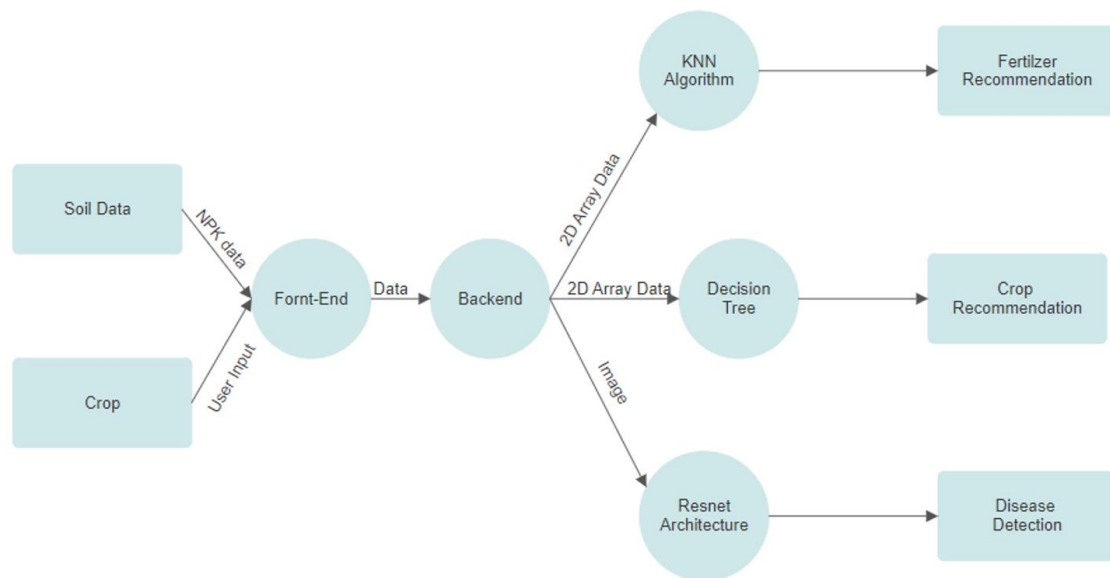 KNN
Algorithm
Fertilzer
Recommendation
2D Array Data
Soil Data
NPK data
Fornt-End
Data
Backend
2D Array Data
Decision
Tree
Crop
Recommendation
Crop
User Input
Image
Resnet
Architecture
Disease
Detection